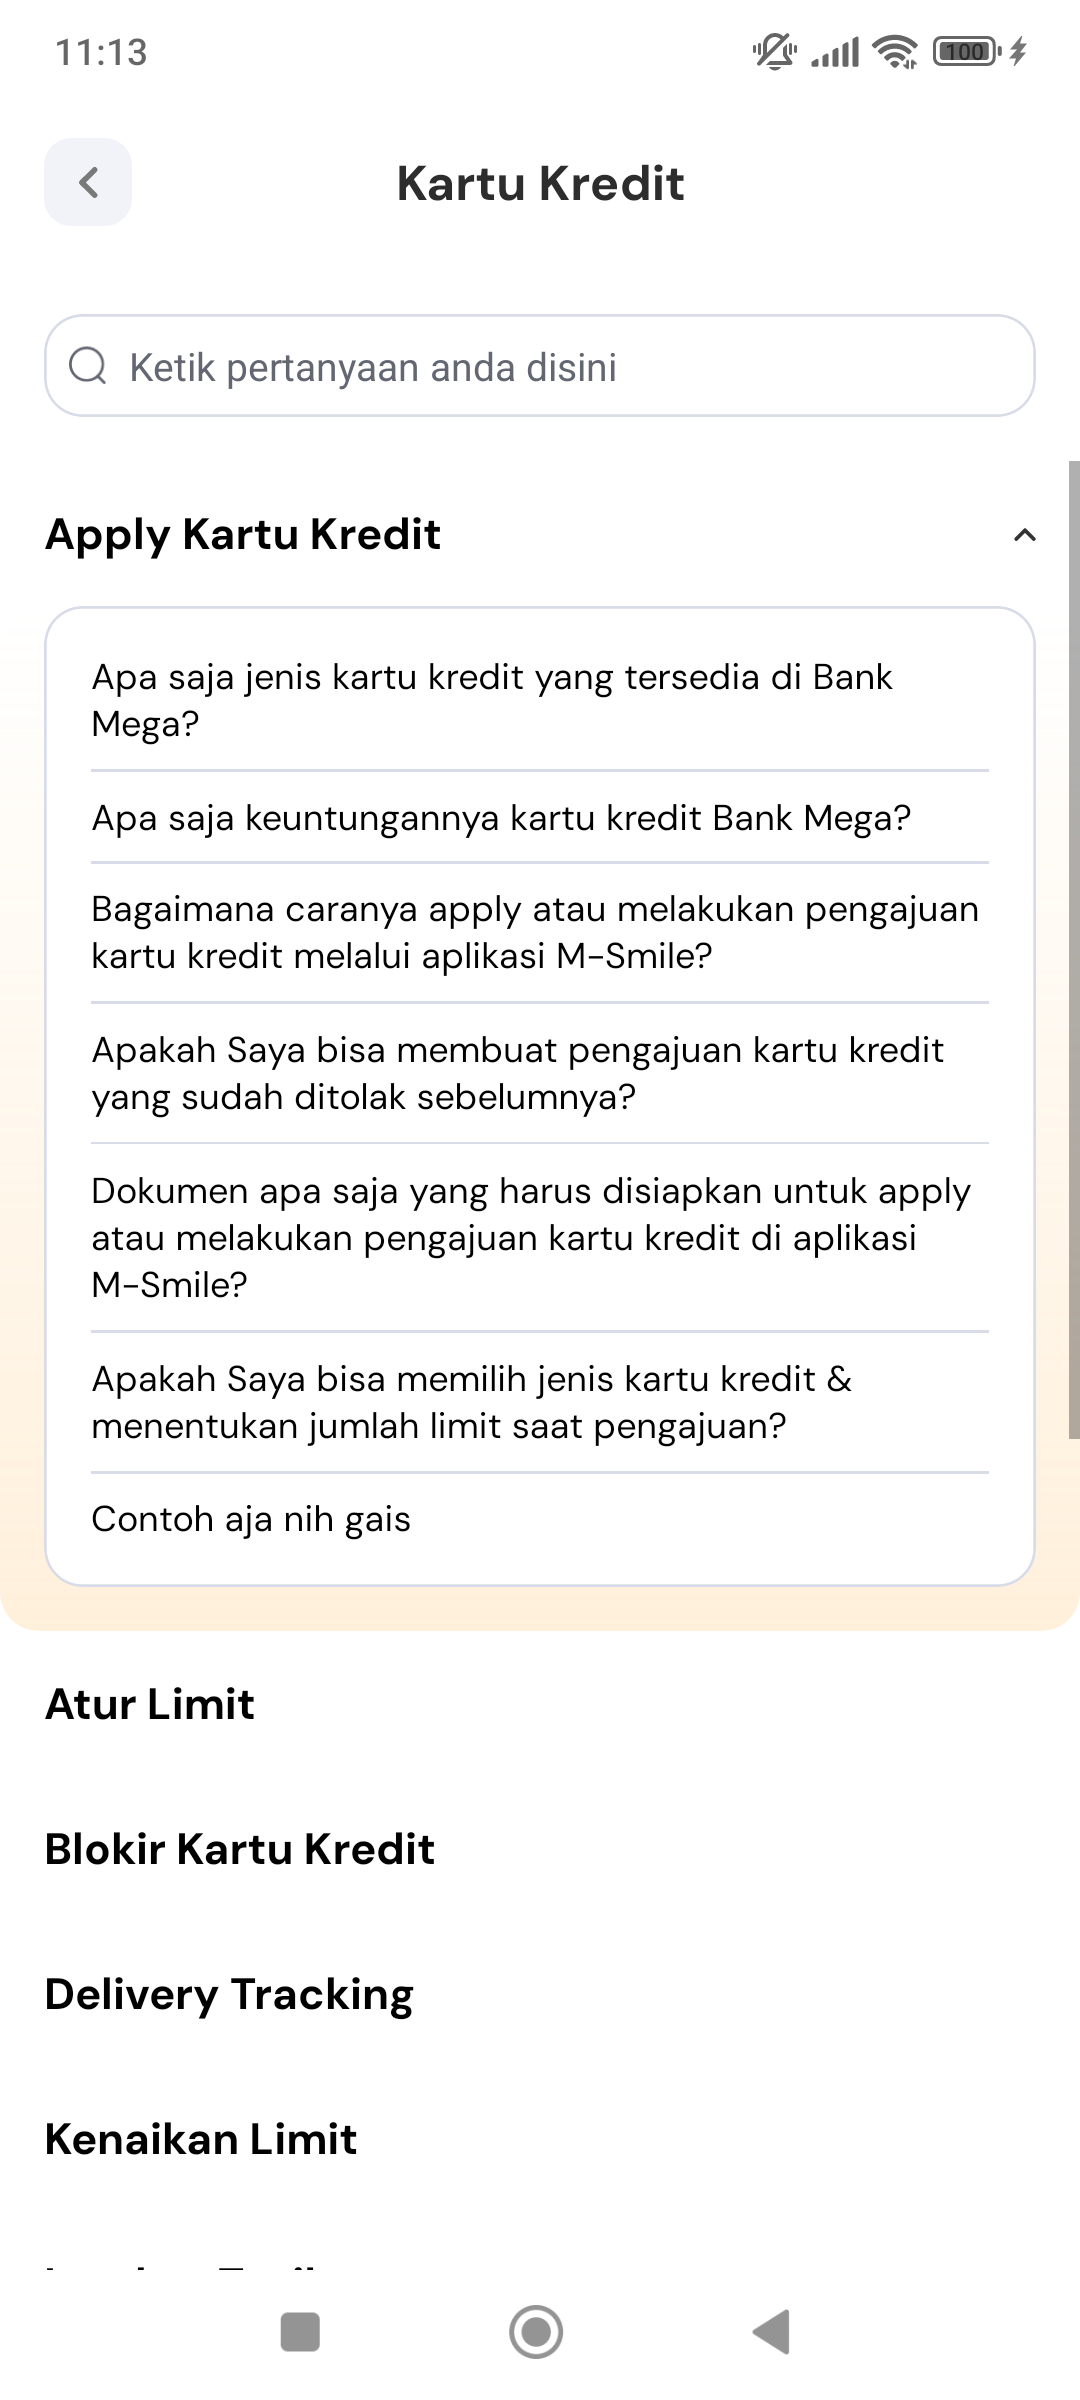 11:13
100
Kartu Kredit
Ketik pertanyaan anda disini
Apply Kartu Kredit
Apa saja jenis kartu kredit yang tersedia di Bank
Mega?
Apa saja keuntungannya kartu kredit Bank Mega?
Bagaimana caranya apply atau melakukan pengajuan
kartu kredit melalui aplikasi M-Smile?
Apakah Saya bisa membuat pengajuan kartu kredit
yang sudah ditolak sebelumnya?
Dokumen apa saja yang harus disiapkan untuk apply
atau melakukan pengajuan kartu kredit di aplikasi
M-Smile?
Apakah Saya bisa memilih jenis kartu kredit &
menentukan jumlah limit saat pengajuan?
Contoh aja nih gais
Atur Limit
Blokir Kartu Kredit
Delivery Tracking
Kenaikan Limit